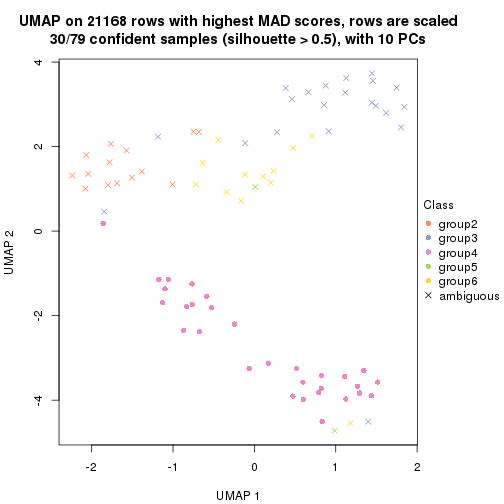 UMAP on 21168 rows with highest MAD scores, rows are scaled
30/79 confident samples (silhouette > 0.5), with 10 PCs
4
2
0
-2
-4
UMAP 2
-2
-1
0
1
2
UMAP 1
Class
group2
group3
group4
group5
group6
ambiguous